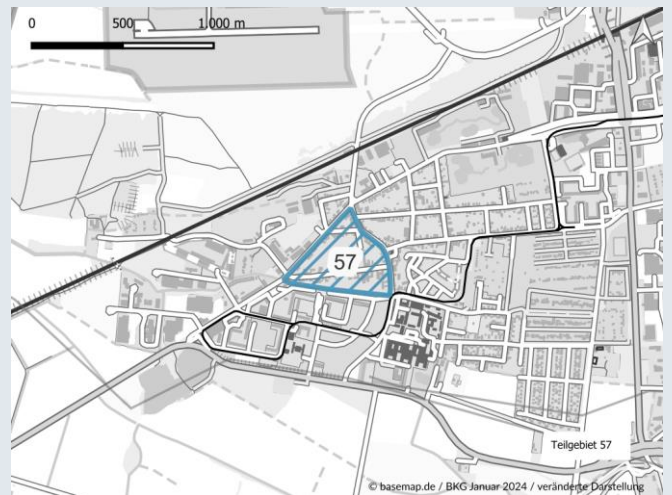 0 500 1.000 m
57
Teilgebiet 57
© basemap.de / BKG Januar 2024 / veränderte Darstellung